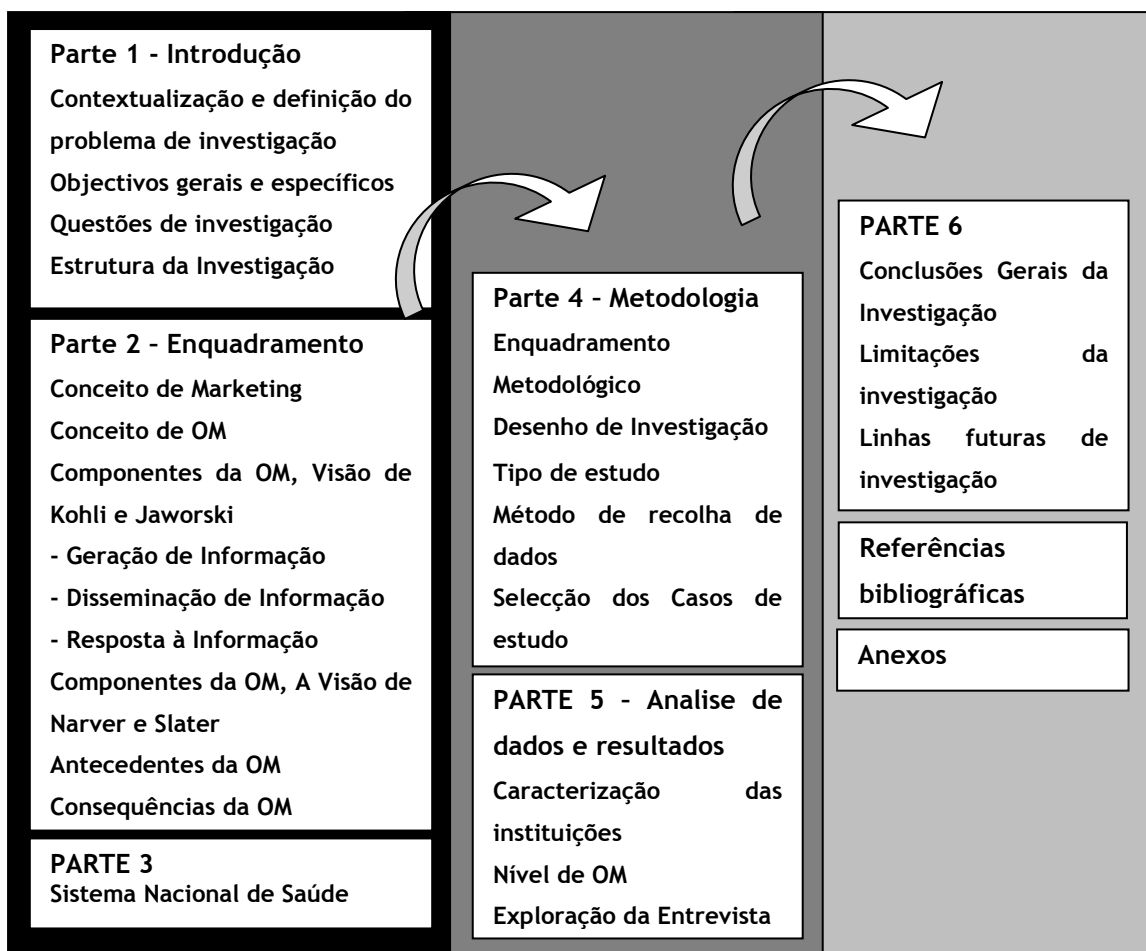 Parte 1 - Introdução
Contextualização e definição do
problema de investigação
Objectivos gerais e específicos
Questões de investigação
Estrutura da Investigação
Parte 2 – Enquadramento
Conceito de Marketing
Conceito de OM
Componentes da OM, Visão de
Kohli e Jaworski
- Geração de Informação
- Disseminação de Informação
- Resposta à Informação
Componentes da OM, A Visão de
Narver e Slater
Antecedentes da OM
Consequências da OM
PARTE 3
Sistema Nacional de Saúde
Parte 4 – Metodologia
Enquadramento
Metodológico
Desenho de Investigação
Tipo de estudo
Método de recolha de
dados
Selecção dos Casos de
estudo
PARTE 5 – Analise de
dados e resultados
Caracterização das
instituições
Nível de OM
Exploração da Entrevista
PARTE 6
Conclusões Gerais da
Investigação
Limitações da
investigação
Linhas futuras de
investigação
Referências
bibliográficas
Anexos